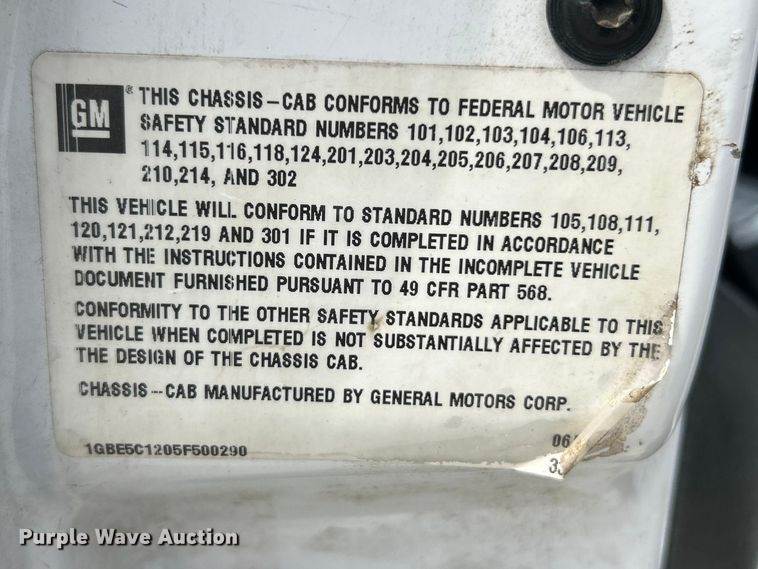 GM ® THIS CHASSIS-CAB CONFORMS TO FEDERAL MOTOR VEHICLE
SAFETY STANDARD NUMBERS 101,102,103,104,106,113,
114,115,116,118,124,201,203,204,205,206,207,208,209,
210,214, AND 302
THIS VEHICLE WILL CONFORM TO STANDARD NUMBERS 105,108,111,
120,121,212,219 AND 301 IF IT IS COMPLETED IN ACCORDANCE
WITH THE INSTRUCTIONS CONTAINED IN THE INCOMPLETE VEHICLE
DOCUMENT FURNISHED PURSUANT TO 49 CFR PART 568.
CONFORMITY TO THE OTHER SAFETY STANDARDS APPLICABLE TO THIS
VEHICLE WHEN COMPLETED IS NOT SUBSTANTIALLY AFFECTED BY THE
THE DESIGN OF THE CHASSIS CAB.
CHASSIS-CAB MANUFACTURED BY GENERAL MOTORS CORP.
1GBE5C1205F500290
Purple Wave Auction